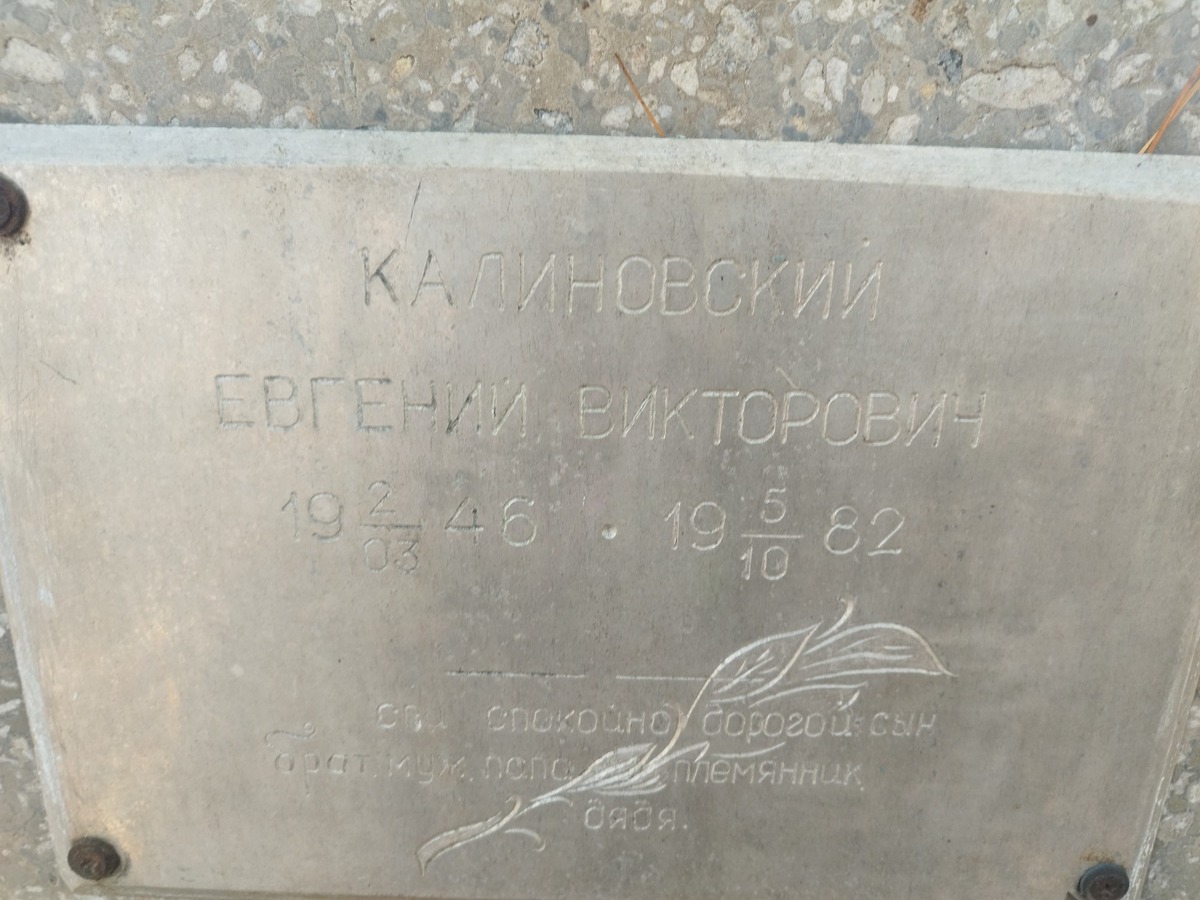 КАЛИНОВСКИЙ
ЕВГЕНИЙ ВИКТОРОВИЧ
19 2/03 46 · 19 5/10 82
спи спокойно дорогой: сын
брат. муж. папа племянник
дядя.